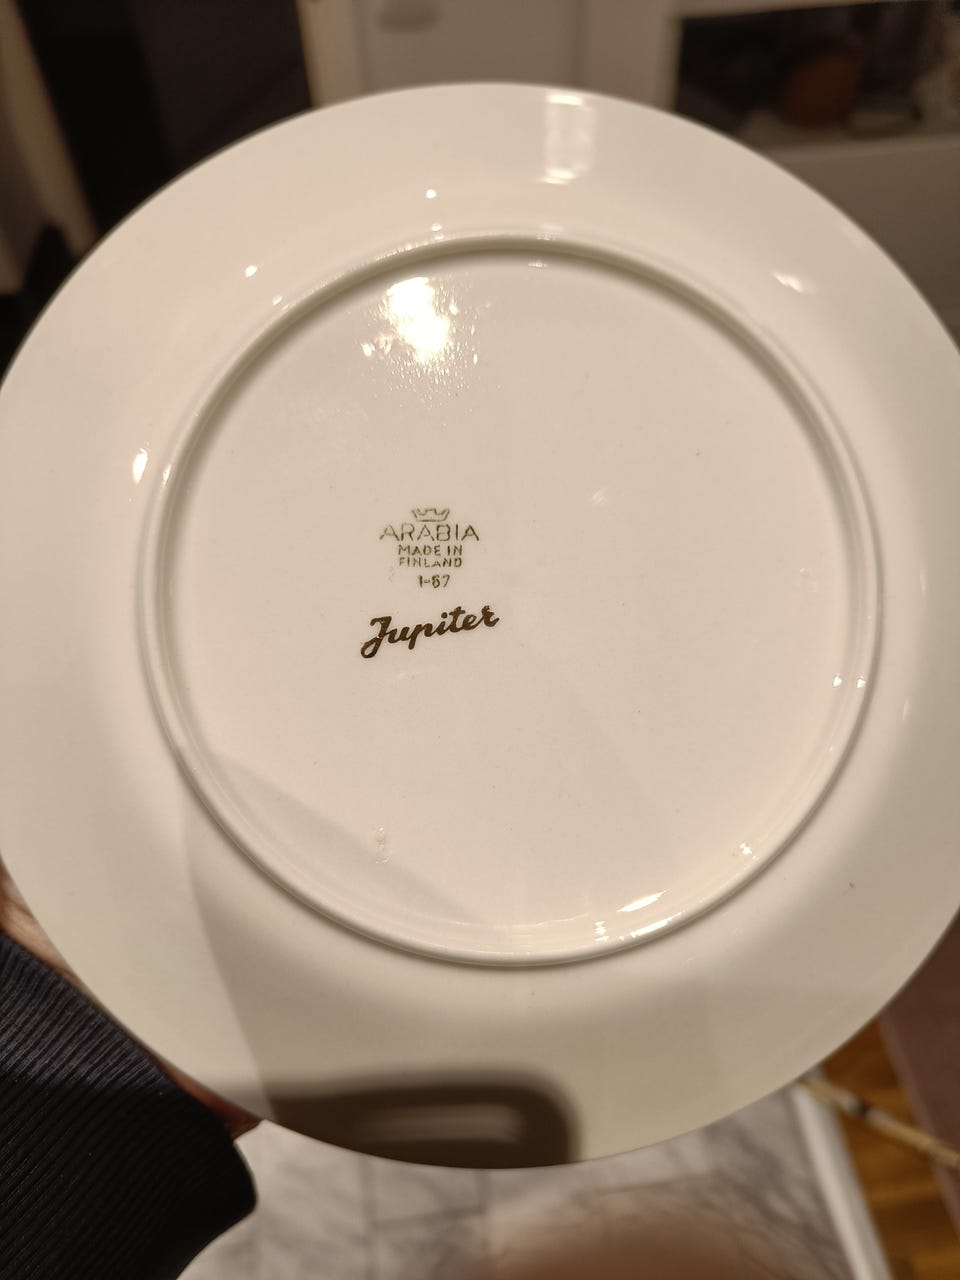 ARABIA
MADE IN
FINLAND
1-67
Jupiter